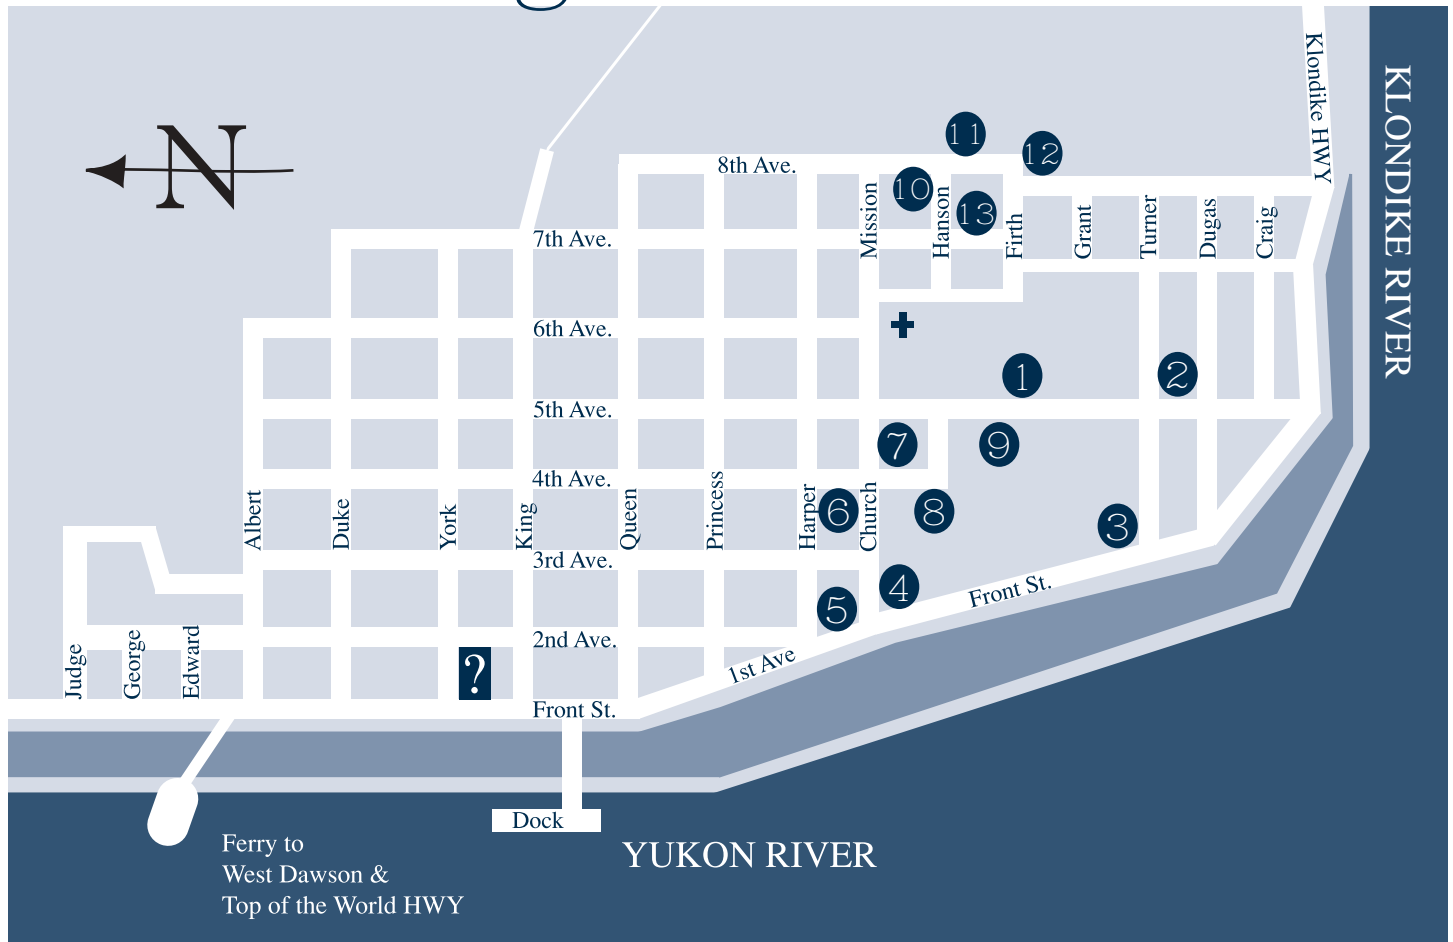 N
Klondike HWY
KLONDIKE RIVER
11
12
8th Ave.
10
13
Mission
Hanson
Firth
Grant
Turner
Dugas
Craig
7th Ave.
6th Ave.
1
2
5th Ave.
7
9
4th Ave.
Albert
Duke
York
King
Queen
Princess
Harper
6
Church
8
3
3rd Ave.
4
5
Front St.
2nd Ave.
Judge
George
Edward
?
1st Ave
Front St.
Dock
Ferry to
West Dawson &
Top of the World HWY
YUKON RIVER